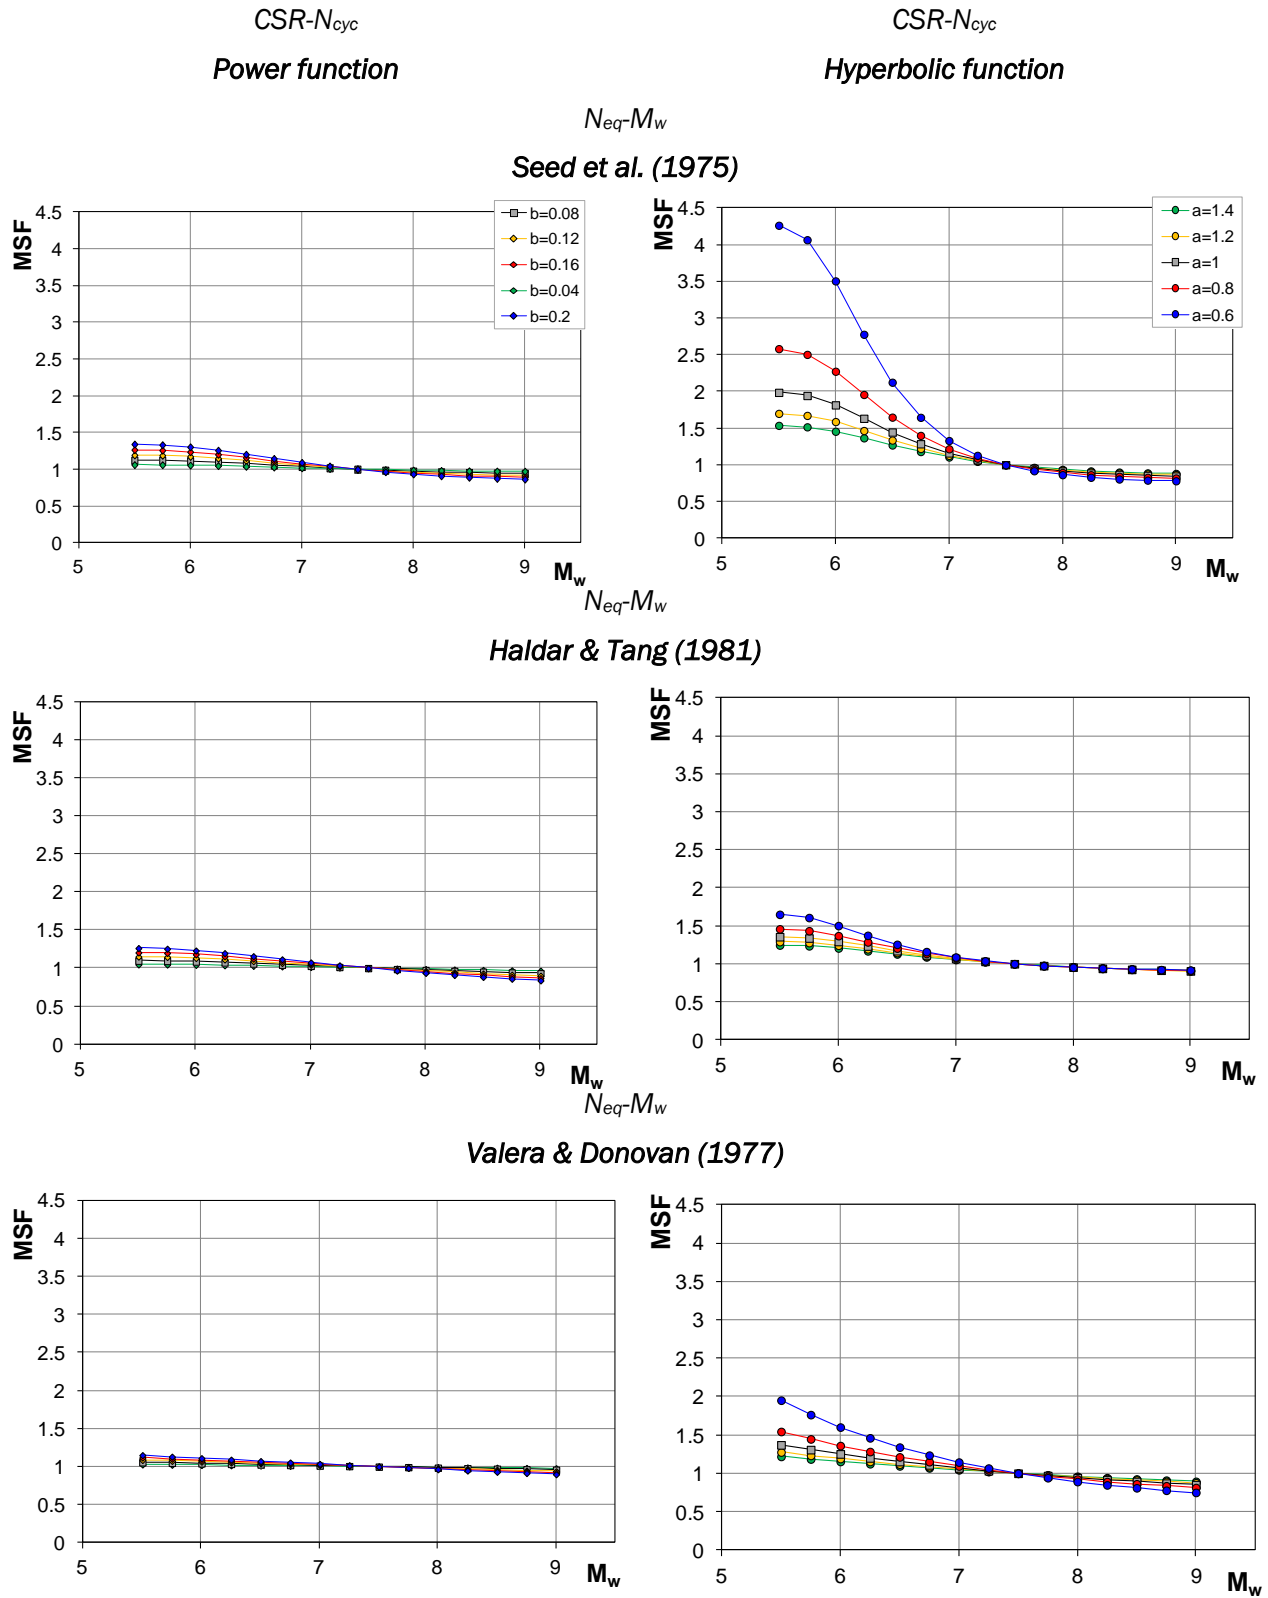 CSR-Ncyc CSR-Ncyc
Power function Hyperbolic function
Neq-Mw
Seed et al. (1975)
MSF
4.5
4
3.5
3
2.5
2
1.5
1
0.5
0
5 6 7 8 9
Mw
b=0.08
b=0.12
b=0.16
b=0.04
b=0.2
MSF
4.5
4
3.5
3
2.5
2
1.5
1
0.5
0
5 6 7 8 9
Mw
a=1.4
a=1.2
a=1
a=0.8
a=0.6
Neq-Mw
Haldar & Tang (1981)
MSF
4.5
4
3.5
3
2.5
2
1.5
1
0.5
0
5 6 7 8 9
Mw
MSF
4.5
4
3.5
3
2.5
2
1.5
1
0.5
0
5 6 7 8 9
Mw
Neq-Mw
Valera & Donovan (1977)
MSF
4.5
4
3.5
3
2.5
2
1.5
1
0.5
0
5 6 7 8 9
Mw
MSF
4.5
4
3.5
3
2.5
2
1.5
1
0.5
0
5 6 7 8 9
Mw